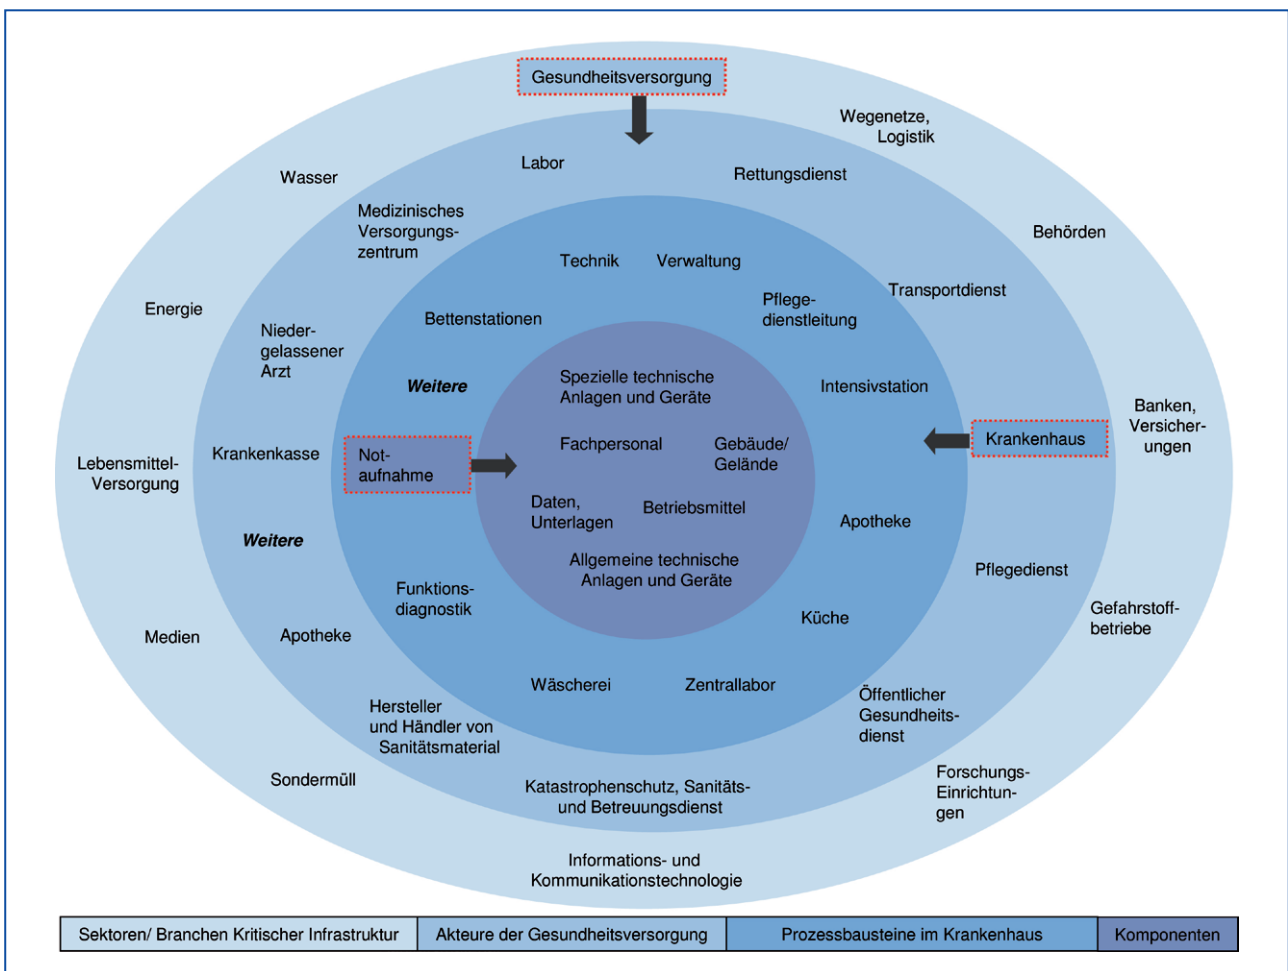 Gesundheitsversorgung
Wegenetze,
Logistik
Wasser
Labor
Rettungsdienst
Medizinisches
Versorgungs-
zentrum
Behörden
Technik
Verwaltung
Energie
Transportdienst
Pflege-
dienstleitung
Bettenstationen
Nieder-
gelassener
Arzt
Weitere
Spezielle technische
Anlagen und Geräte
Intensivstation
Banken,
Versicher-
ungen
Krankenhaus
Fachpersonal
Gebäude/
Gelände
Krankenkasse
Not-
aufnahme
Lebensmittel-
Versorgung
Daten,
Unterlagen
Betriebsmittel
Apotheke
Weitere
Allgemeine technische
Anlagen und Geräte
Pflegedienst
Funktions-
diagnostik
Küche
Gefahrstoff-
betriebe
Medien
Apotheke
Wäscherei
Zentrallabor
Öffentlicher
Gesundheits-
dienst
Hersteller
und Händler von
Sanitätsmaterial
Sondermüll
Katastrophenschutz, Sanitäts-
und Betreuungsdienst
Forschungs-
Einrichtun-
gen
Informations- und
Kommunikationstechnologie
Sektoren/ Branchen Kritischer Infrastruktur
Akteure der Gesundheitsversorgung
Prozessbausteine im Krankenhaus
Komponenten